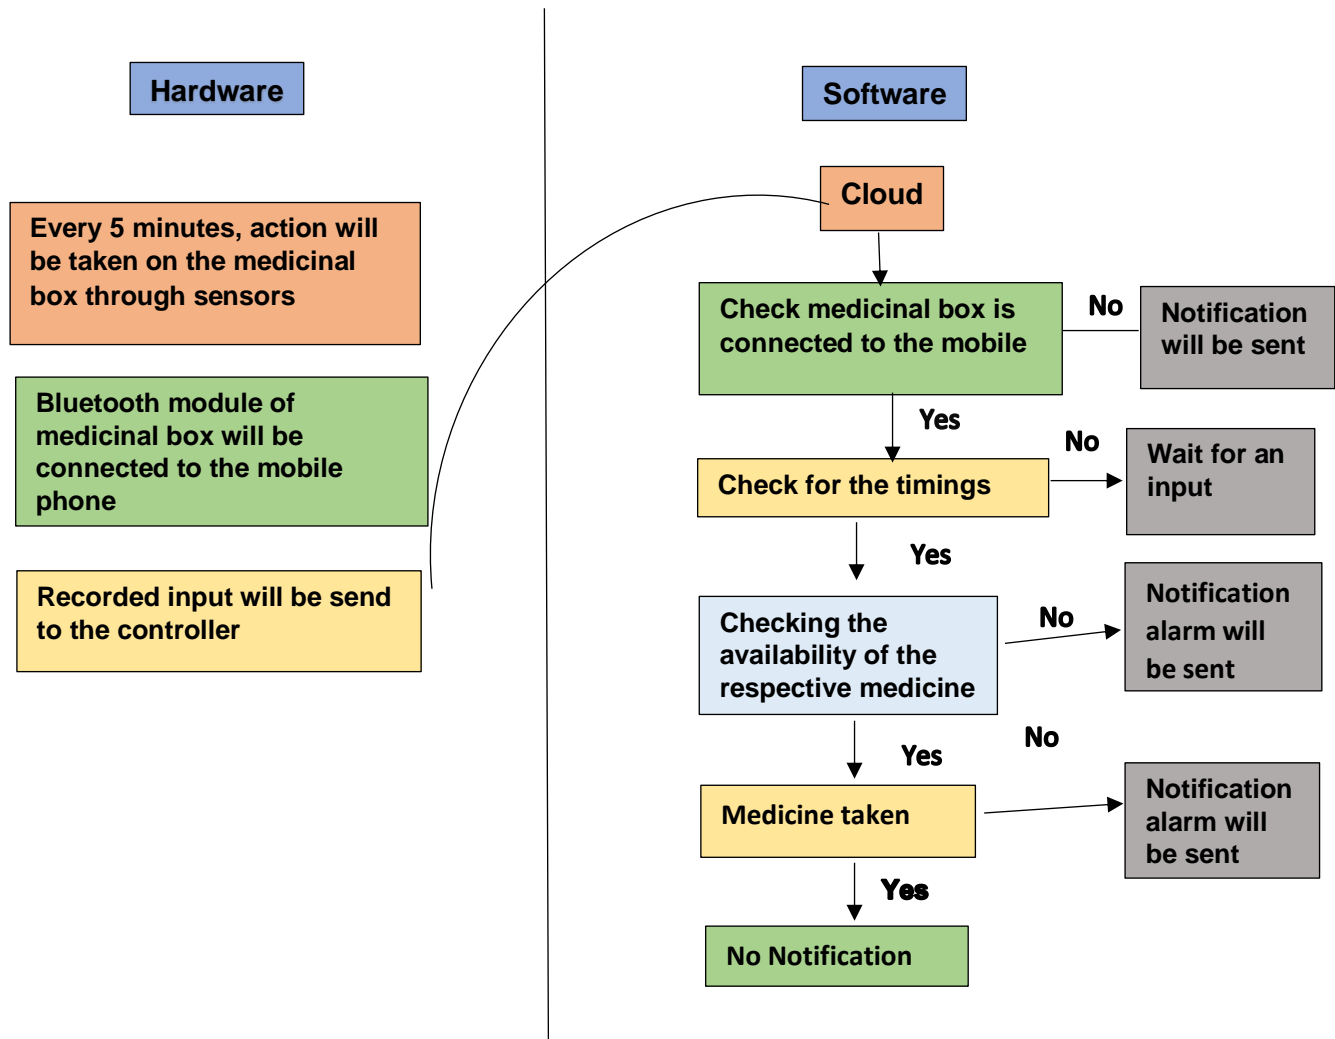 Hardware
Every 5 minutes, action will
be taken on the medicinal
box through sensors
Bluetooth module of
medicinal box will be
connected to the mobile
phone
Recorded input will be send
to the controller
Software
Cloud
Check medicinal box is
connected to the mobile
No
Notification
will be sent
Yes
Check for the timings
No
Wait for an
input
Yes
Checking the
availability of the
respective medicine
No
Notification
alarm will
be sent
Yes
No
Medicine taken
Notification
alarm will
be sent
Yes
No Notification